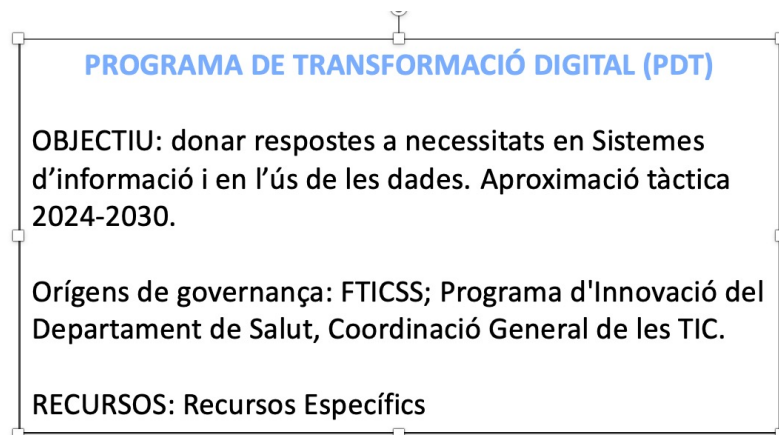 PROGRAMA DE TRANSFORMACIÓ DIGITAL (PDT)
OBJECTIU: donar respostes a necessitats en Sistemes
d’informació i en l’ús de les dades. Aproximació tàctica
2024-2030.
Orígens de governança: FTICSS; Programa d'Innovació del
Departament de Salut, Coordinació General de les TIC.
RECURSOS: Recursos Específics